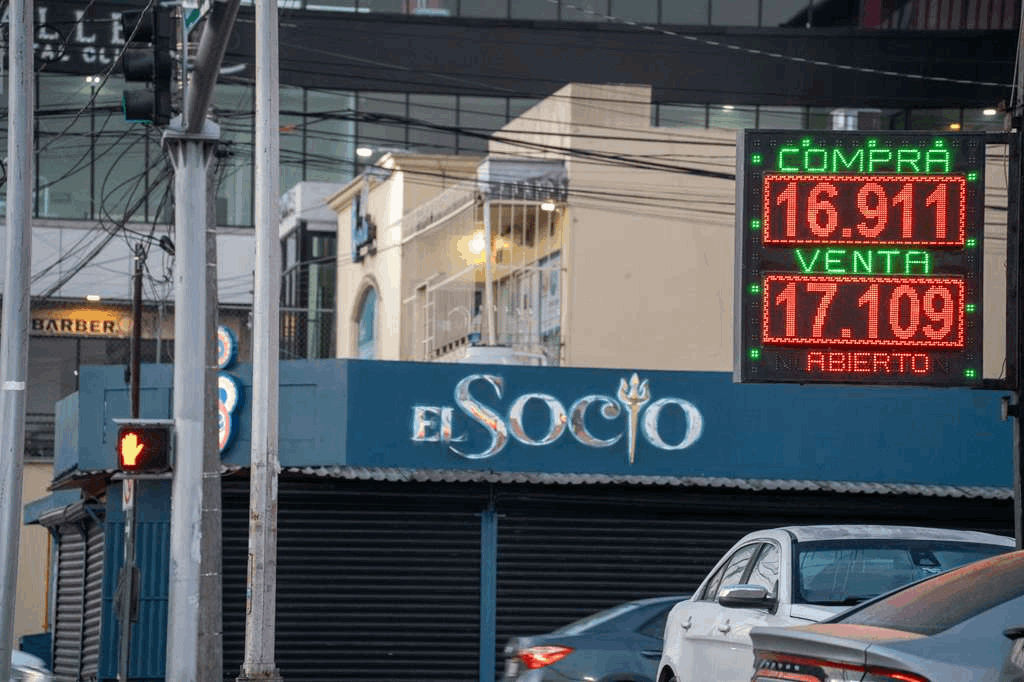 BARBER
EL SOCIO
COMPRA
16.911
VENTA
17.109
ABIERTO